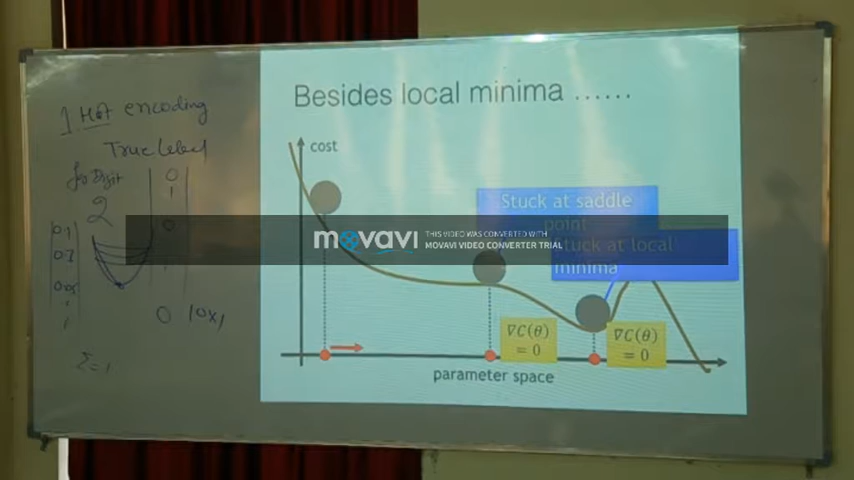 1 Hot encoding
True Label
for Digit
2
0
1
0
0.1
0.7
0.05
1
0 10x1
Σ=1
Besides local minima ......
cost
Stuck at saddle
point
Stuck at local
minima
movavi
THIS VIDEO WAS CONVERTED WITH
MOVAVI VIDEO CONVERTER TRIAL
∇C(θ)
= 0
∇C(θ)
= 0
parameter space